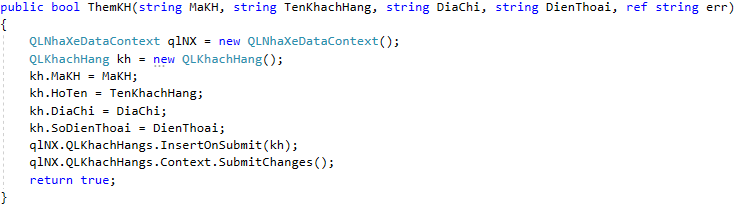 public bool ThemKH(string MaKH, string TenKhachHang, string DiaChi, string DienThoai, ref string err)
{
    QLNhaXeDataContext qlNX = new QLNhaXeDataContext();
    QLKhachHang kh = new QLKhachHang();
    kh.MaKH = MaKH;
    kh.HoTen = TenKhachHang;
    kh.DiaChi = DiaChi;
    kh.SoDienThoai = DienThoai;
    qlNX.QLKhachHangs.InsertOnSubmit(kh);
    qlNX.QLKhachHangs.Context.SubmitChanges();
    return true;
}